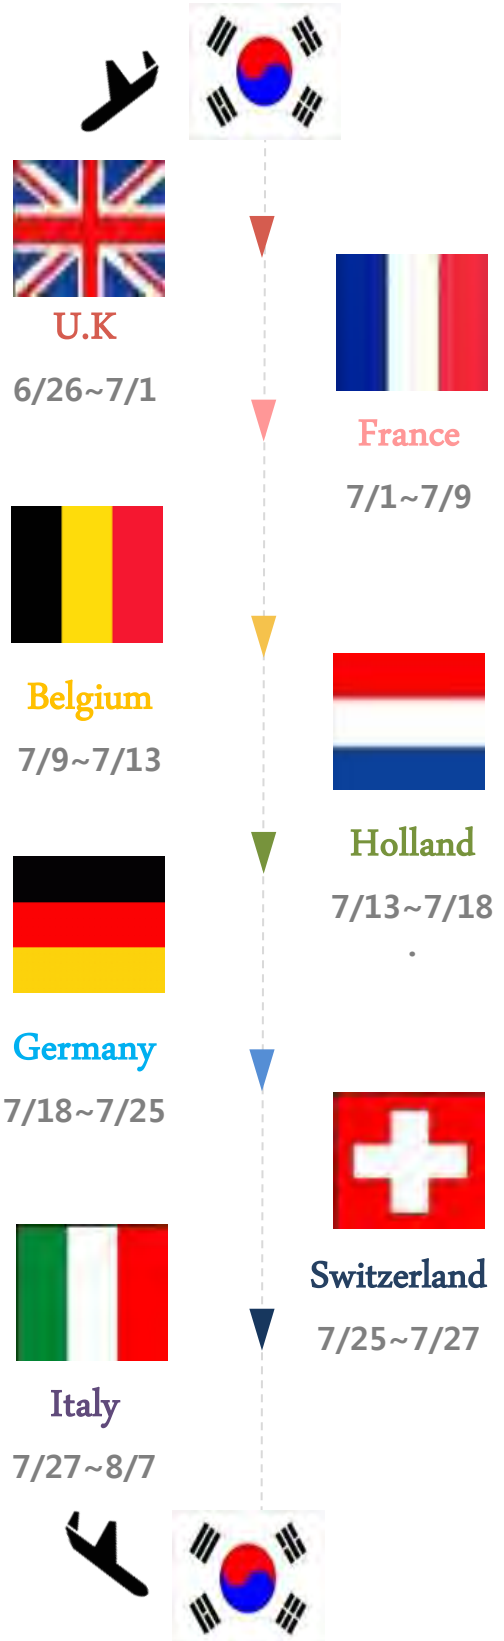 U.K
6/26~7/1
France
7/1~7/9
Belgium
7/9~7/13
Holland
7/13~7/18
.
Germany
7/18~7/25
Switzerland
7/25~7/27
Italy
7/27~8/7